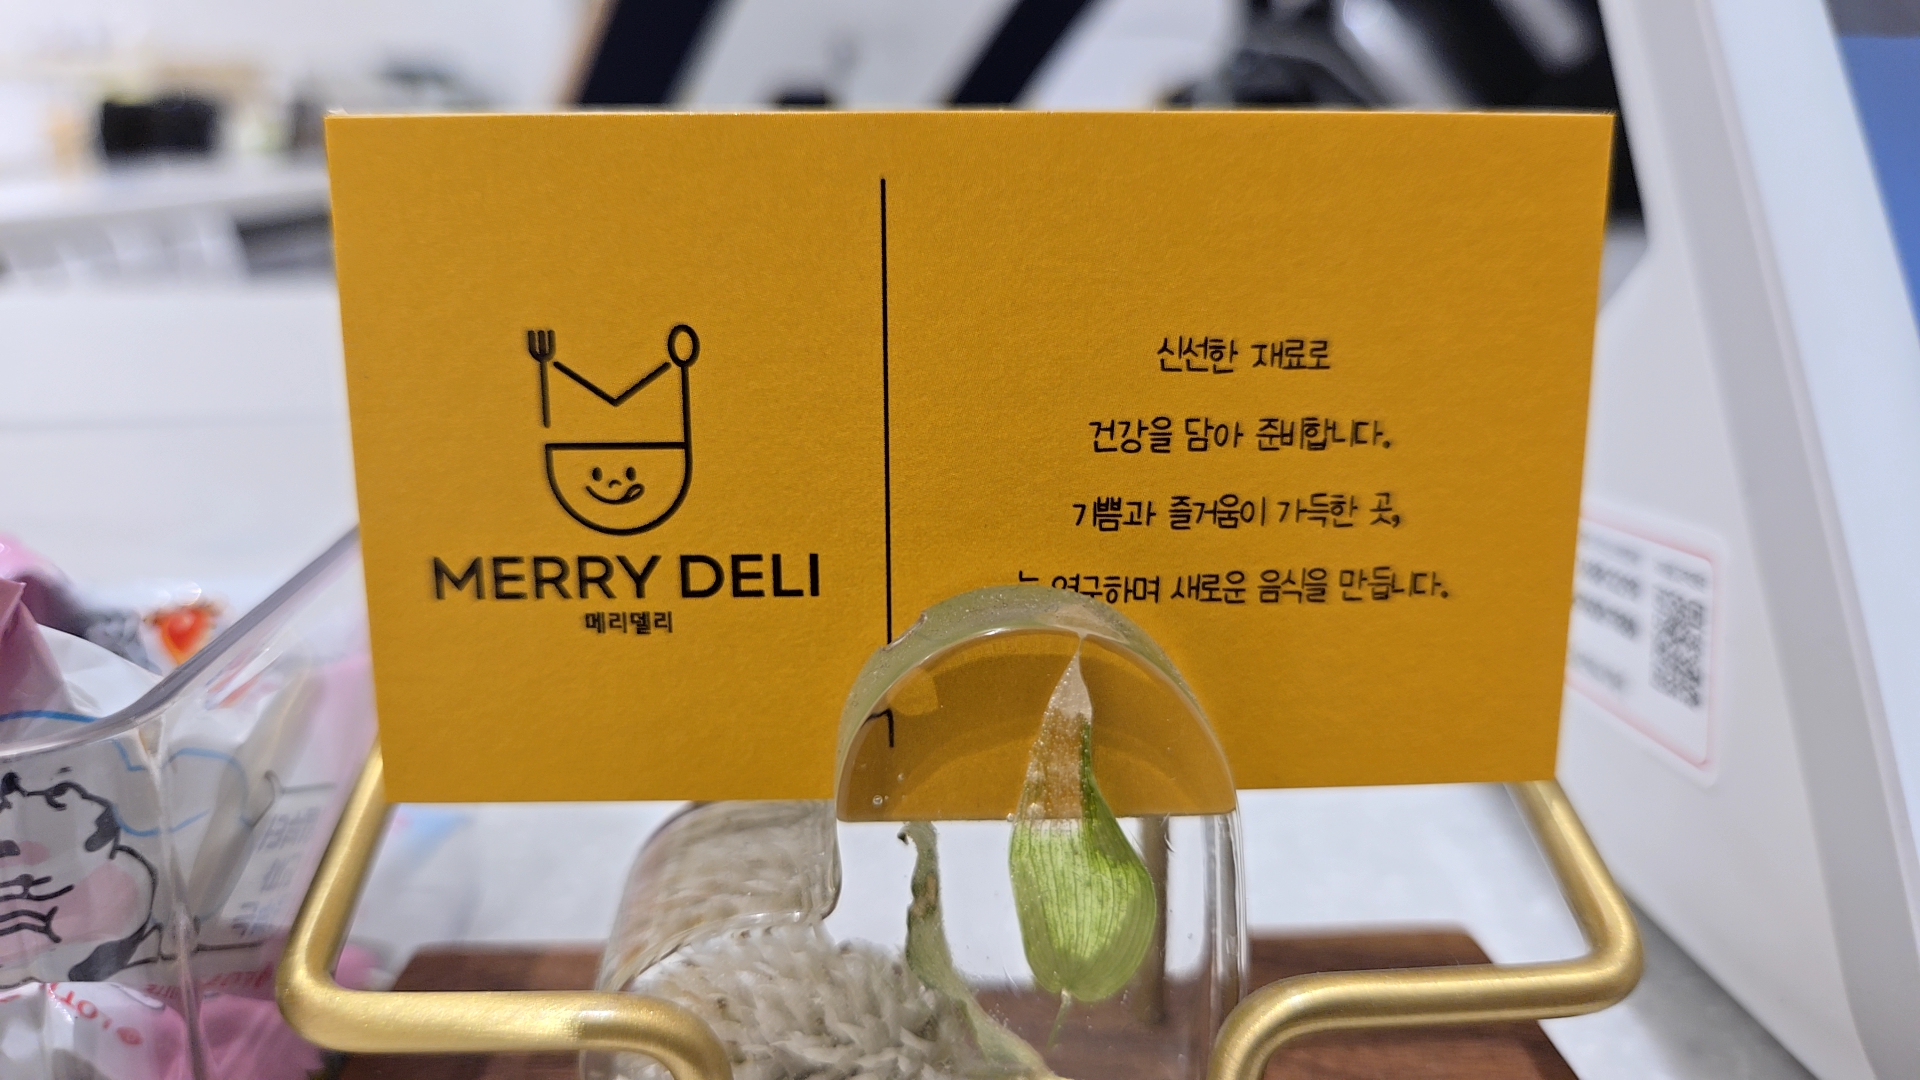 MERRY DELI
메리델리
신선한 재료로
건강을 담아 준비합니다.
기쁨과 즐거움이 가득한 곳,
늘 연구하며 새로운 음식을 만듭니다.